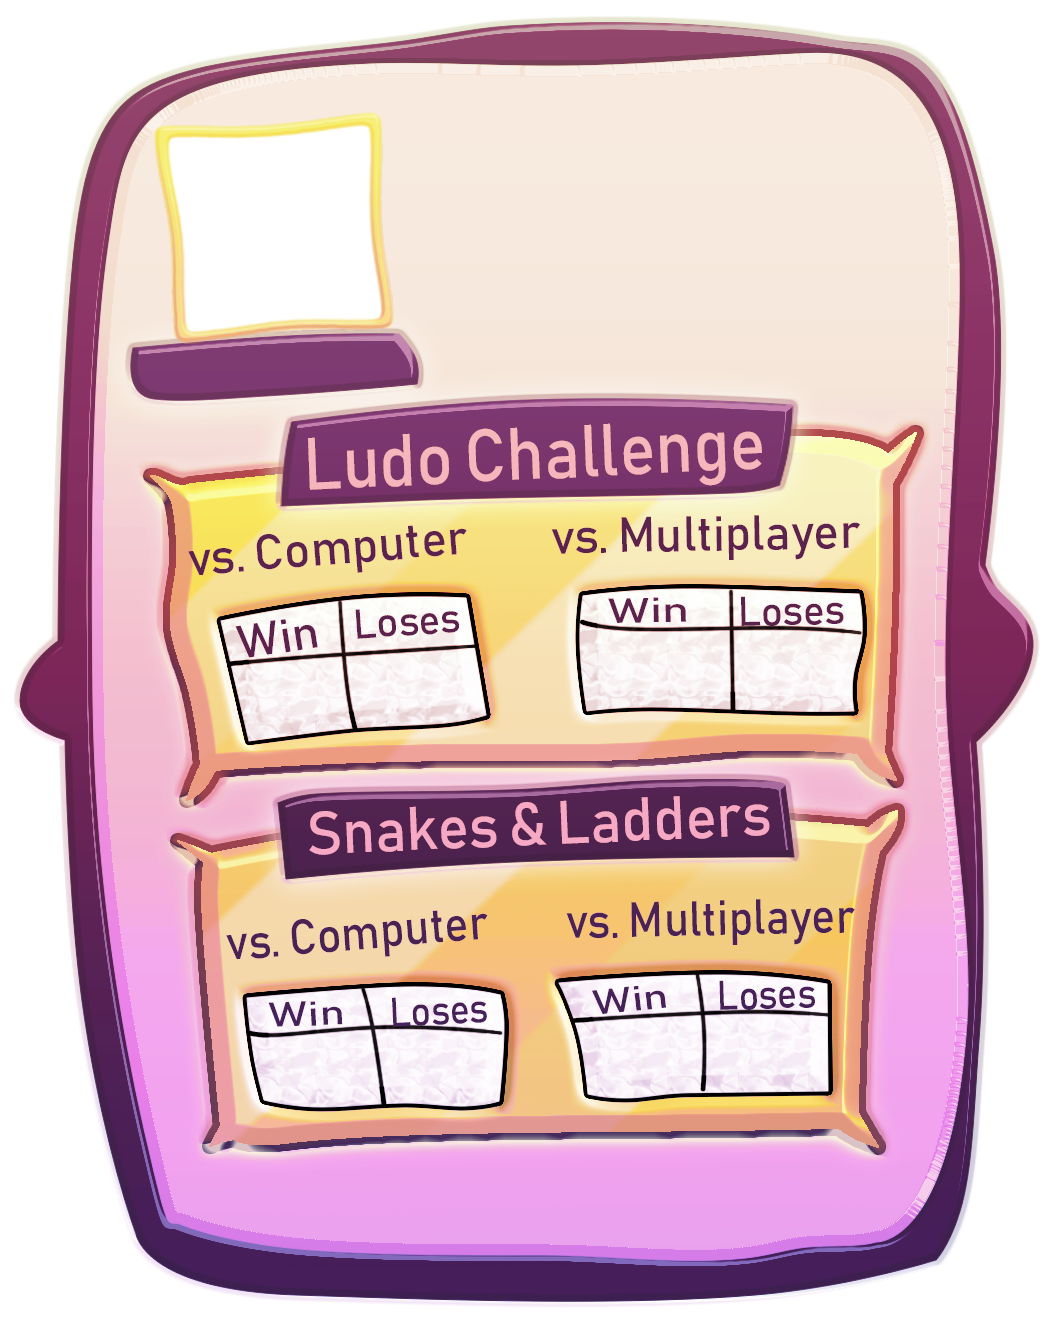 Ludo Challenge
vs. Computer vs. Multiplayer
Win Loses Win Loses
Snakes & Ladders
vs. Computer vs. Multiplayer
Win Loses Win Loses